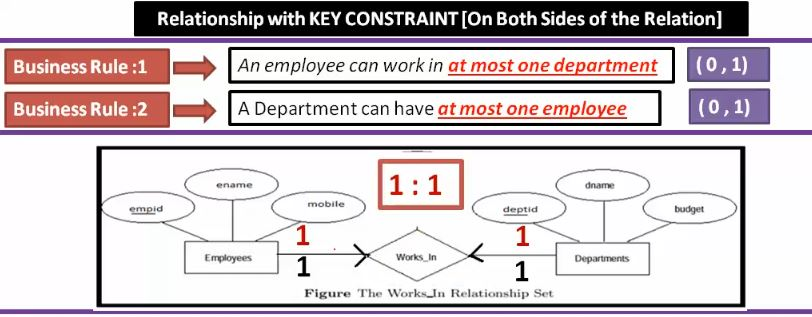 Relationship with KEY CONSTRAINT [On Both Sides of the Relation]
Business Rule :1
An employee can work in at most one department
( 0 , 1)
Business Rule :2
A Department can have at most one employee
( 0 , 1)
1 : 1
ename
dname
empid
mobile
deptid
budget
1
1
Employees
Works_In
Departments
1
1
Figure The Works_In Relationship Set